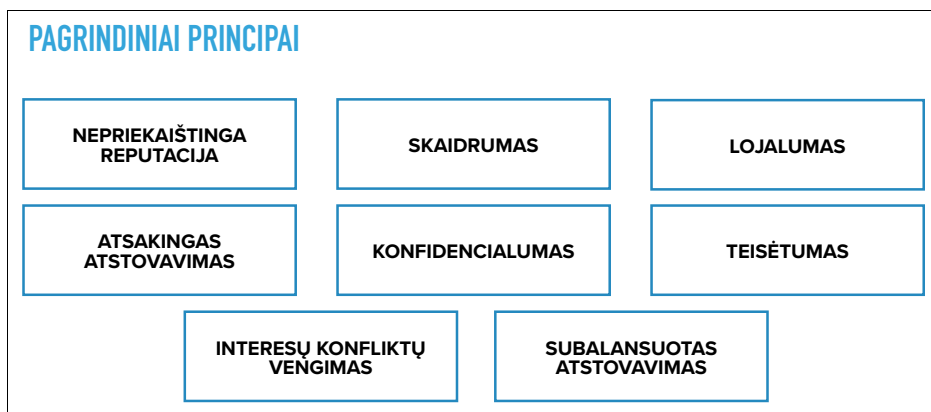 PAGRINDINIAI PRINCIPAI
NEPRIEKAIŠTINGA
REPUTACIJA
SKAIDRUMAS
LOJALUMAS
ATSAKINGAS
ATSTOVAVIMAS
KONFIDENCIALUMAS
TEISĖTUMAS
INTERESŲ KONFLIKTŲ
VENGIMAS
SUBALANSUOTAS
ATSTOVAVIMAS